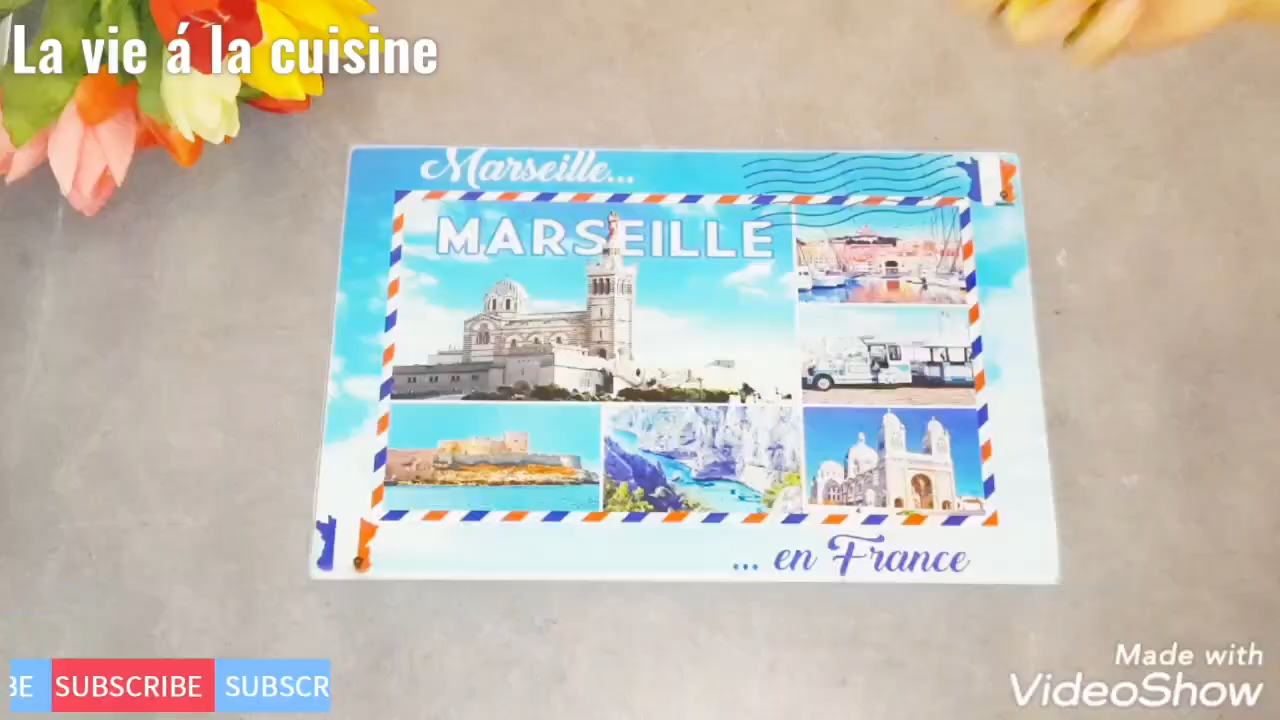 La vie á la cuisine
Marseille...
MARSEILLE
... en France
BE SUBSCRIBE SUBSCR
Made with
VideoShow